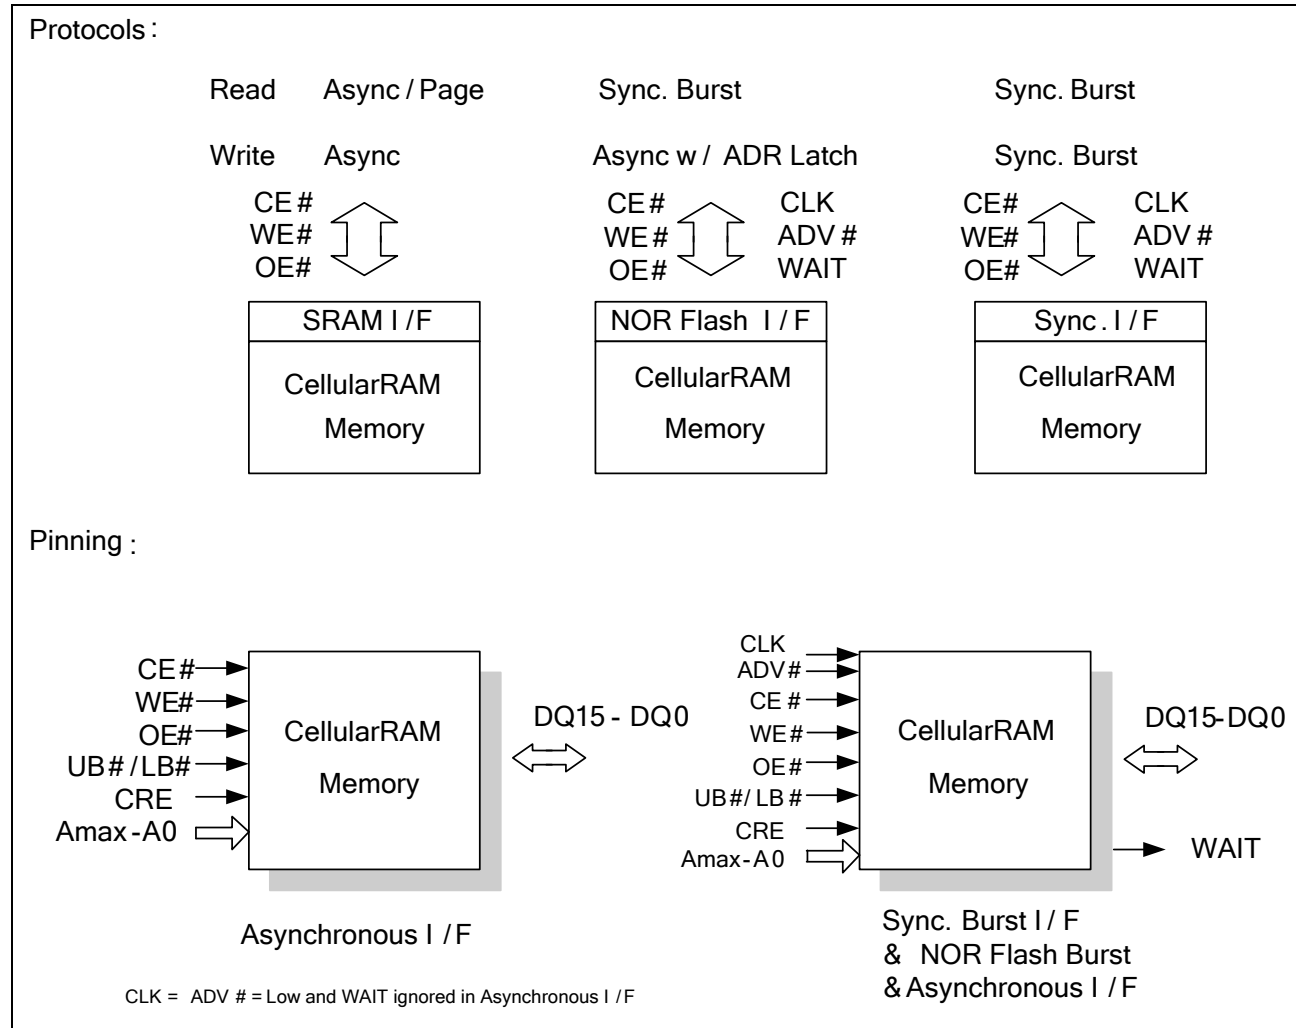 Protocols :
Read Async / Page Sync. Burst Sync. Burst
Write Async Async w / ADR Latch Sync. Burst
CE # CE # CLK CE# CLK
WE# WE # ADV # WE# ADV #
OE# OE# WAIT OE# WAIT
SRAM I / F NOR Flash I / F Sync . I / F
CellularRAM CellularRAM CellularRAM
Memory Memory Memory
Pinning :
CLK
ADV #
CE # CE #
WE# WE #
OE# OE #
UB # / LB# UB #/ LB #
CRE CRE
Amax - A0 Amax - A0
CellularRAM CellularRAM
Memory Memory
DQ15 - DQ0 DQ15-DQ0
WAIT
Asynchronous I / F
Sync. Burst I / F
& NOR Flash Burst
& Asynchronous I / F
CLK = ADV # = Low and WAIT ignored in Asynchronous I / F